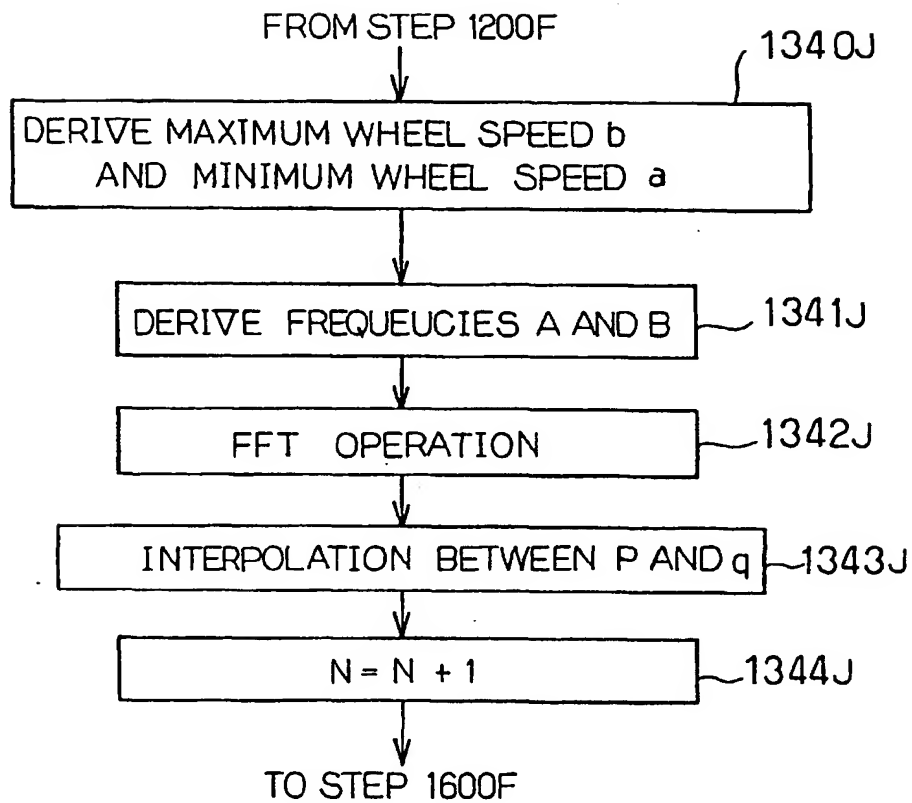 FROM STEP 1200F
1340J
DERIVE MAXIMUM WHEEL SPEED b
AND MINIMUM WHEEL SPEED a
DERIVE FREQUEUCIES A AND B
1341J
FFT OPERATION
1342J
INTERPOLATION BETWEEN P AND q
1343J
N = N + 1
1344J
TO STEP 1600F